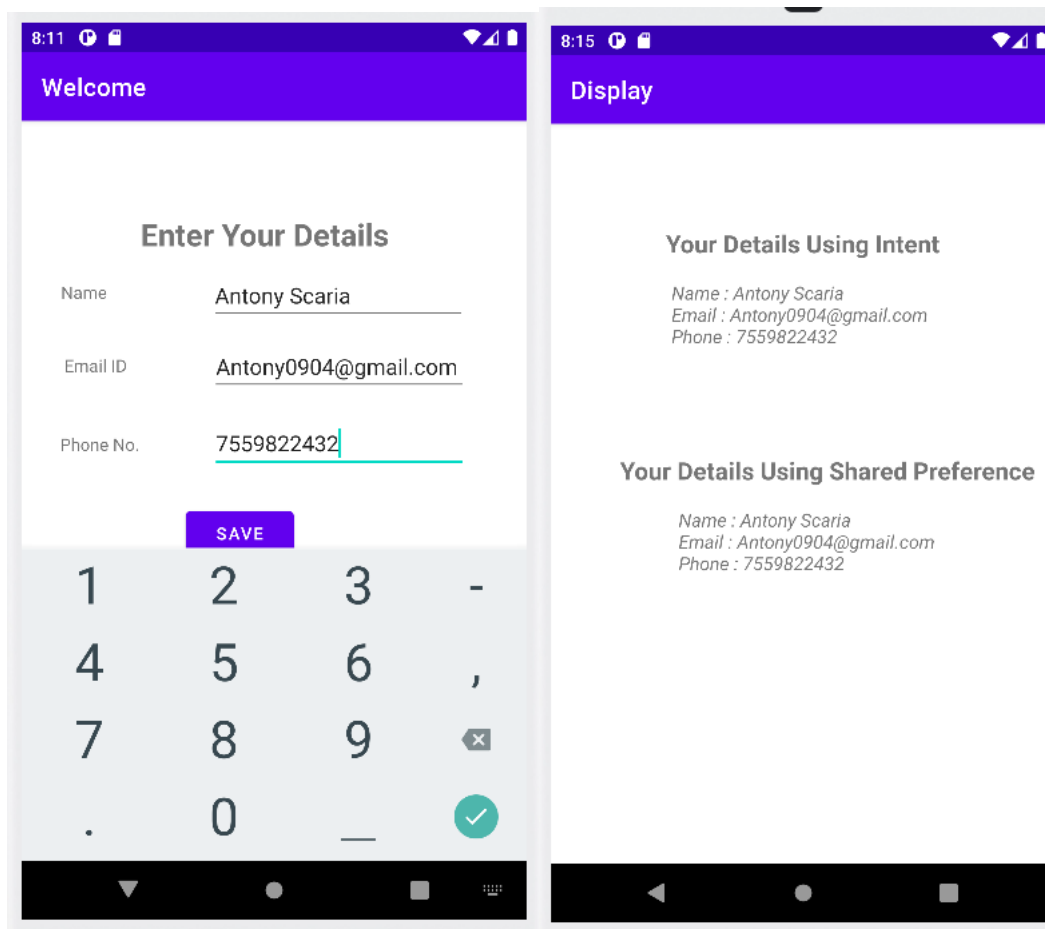 8:11
Welcome
Enter Your Details
Name
Antony Scaria
Email ID
Antony0904@gmail.com
Phone No.
7559822432
SAVE
1 2 3 -
4 5 6 ,
7 8 9
. 0 _
8:15
Display
Your Details Using Intent
Name : Antony Scaria
Email : Antony0904@gmail.com
Phone : 7559822432
Your Details Using Shared Preference
Name : Antony Scaria
Email : Antony0904@gmail.com
Phone : 7559822432